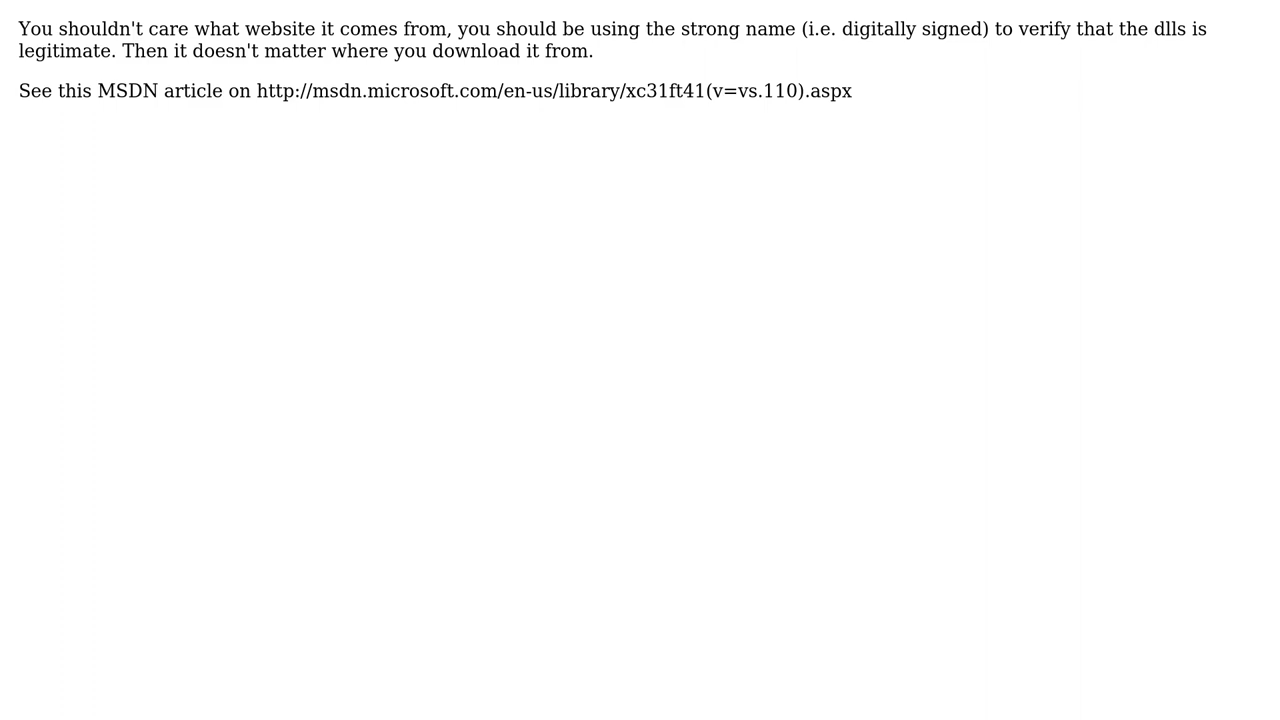 You shouldn't care what website it comes from, you should be using the strong name (i.e. digitally signed) to verify that the dlls is
legitimate. Then it doesn't matter where you download it from.
See this MSDN article on http://msdn.microsoft.com/en-us/library/xc31ft41(v=vs.110).aspx